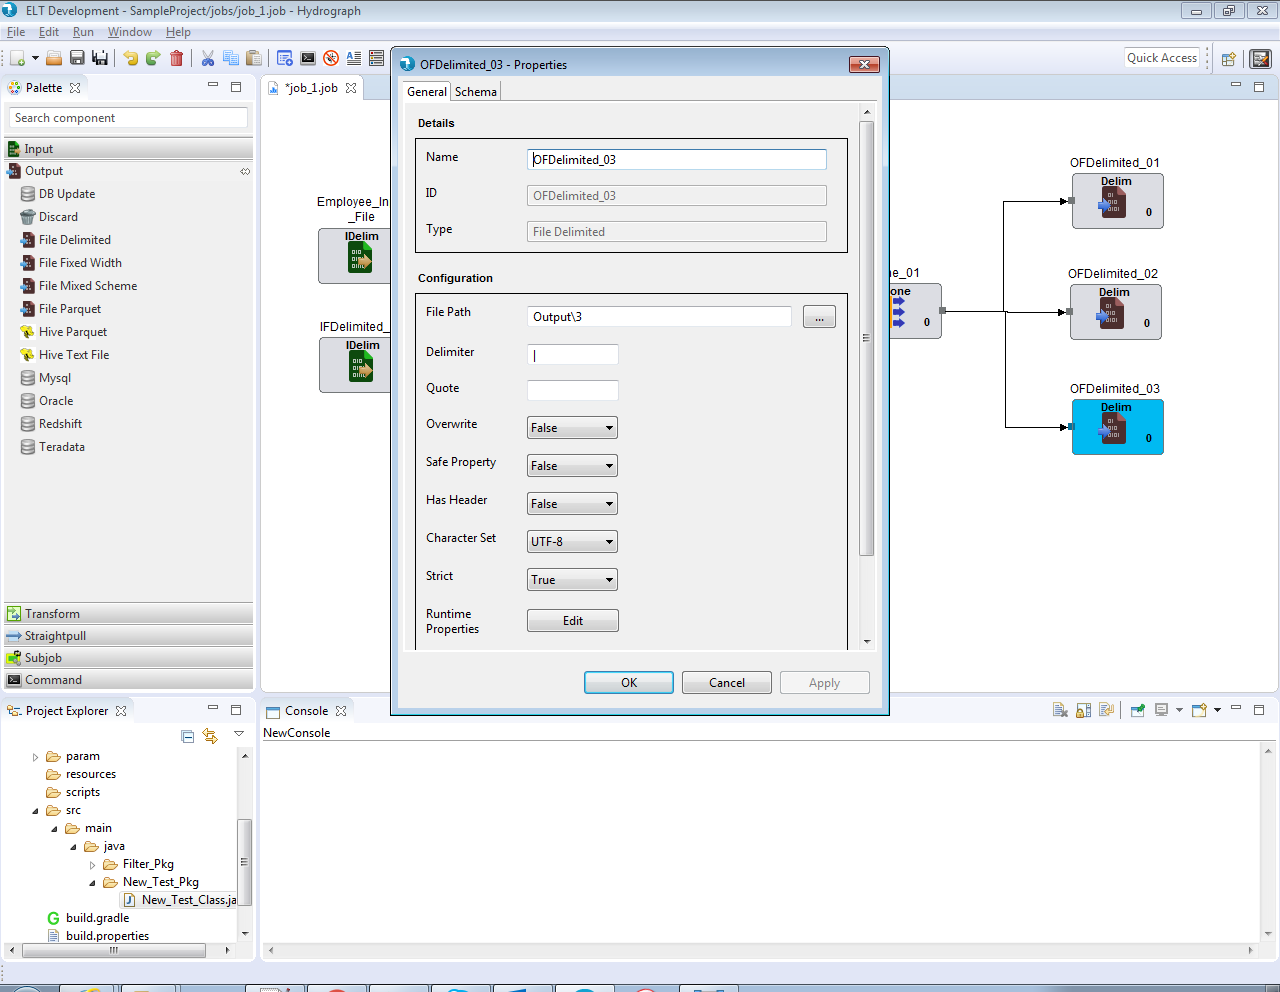 ELT Development - SampleProject/jobs/job_1.job - Hydrograph
File Edit Run Window Help
Quick Access
Palette
*job_1.job
Search component
Input
Output
DB Update
Discard
File Delimited
File Fixed Width
File Mixed Scheme
File Parquet
Hive Parquet
Hive Text File
Mysql
Oracle
Redshift
Teradata
Transform
Straightpull
Subjob
Command
Employee_In
_File
IDelim
IFDelimited_
IDelim
OFDelimited_03 - Properties
General Schema
Details
Name OFDelimited_03
ID OFDelimited_03
Type File Delimited
Configuration
File Path Output\3 ...
Delimiter |
Quote
Overwrite False
Safe Property False
Has Header False
Character Set UTF-8
Strict True
Runtime
Properties
Edit
OK Cancel Apply
ne_01
one
0
OFDelimited_01
Delim
0
OFDelimited_02
Delim
0
OFDelimited_03
Delim
0
Project Explorer
param
resources
scripts
src
main
java
Filter_Pkg
New_Test_Pkg
New_Test_Class.ja
build.gradle
build.properties
Console
NewConsole